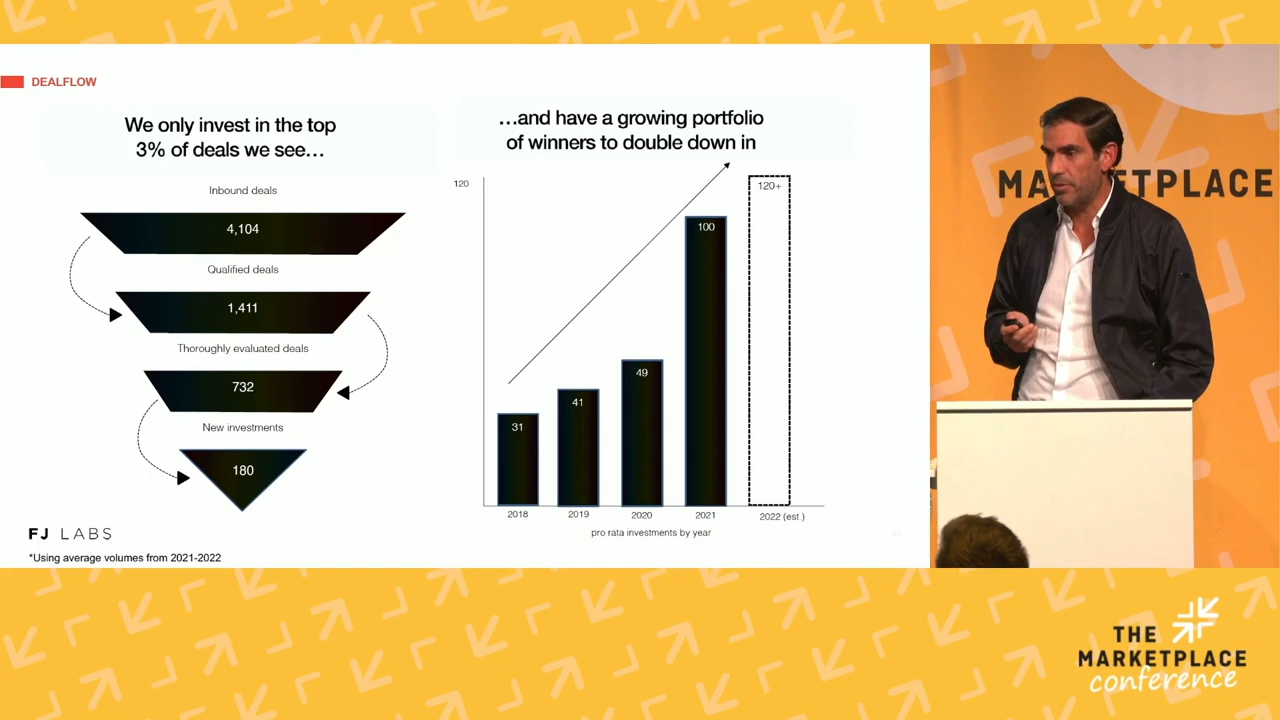 DEALFLOW
We only invest in the top
3% of deals we see…
Inbound deals
4,104
Qualified deals
1,411
Thoroughly evaluated deals
732
New investments
180
FJ LABS
*Using average volumes from 2021-2022
…and have a growing portfolio
of winners to double down in
120
120+
100
49
41
31
2018 2019 2020 2021 2022 (est.)
pro rata investments by year
MARKETPLACE
THE
MARKETPLACE
conference